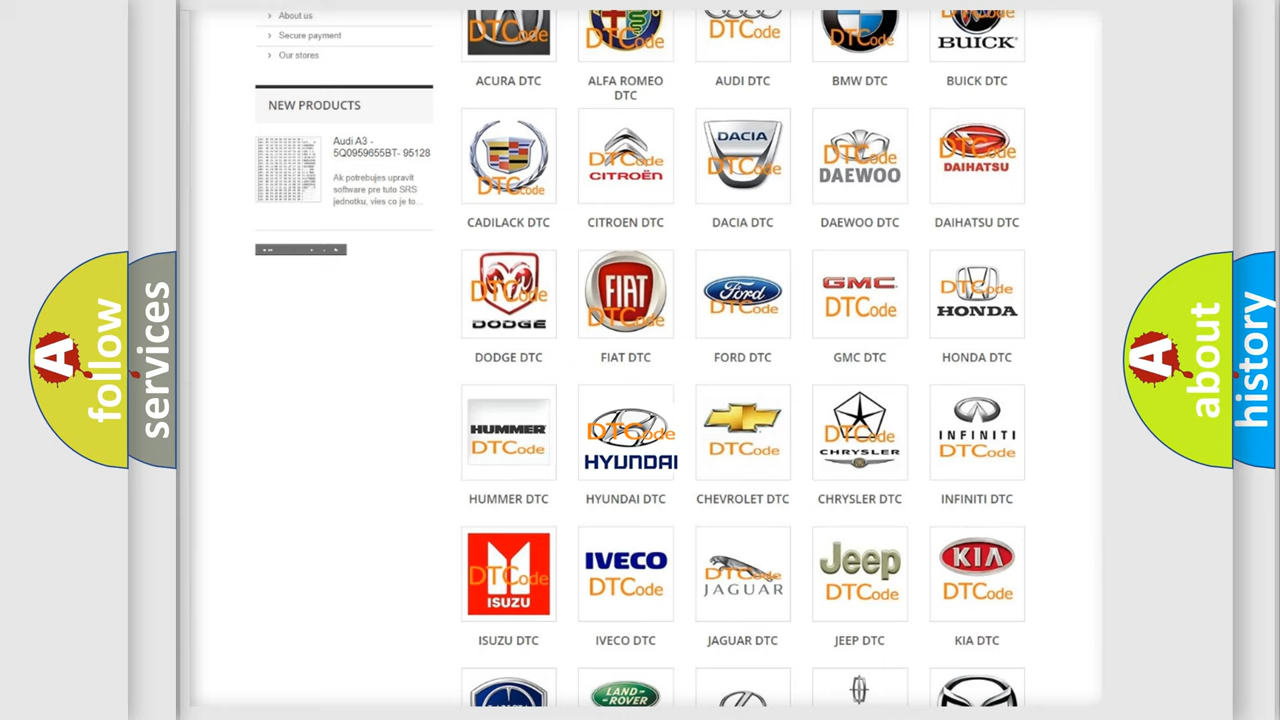 About us
Secure payment
Our stores
NEW PRODUCTS
Audi A3 -
5Q0959655BT- 95128
Ak potrebujes upravit
software pre tuto SRS
jednotku, vies co je to...
DTCode
DTCode
DTCode
DTCode
BUICK
ACURA DTC
ALFA ROMEO
DTC
AUDI DTC
BMW DTC
BUICK DTC
DTCode
DTCode
CITROËN
DACIA
DTCode
DTCode
DAEWOO
DTCode
DAIHATSU
CADILACK DTC
CITROEN DTC
DACIA DTC
DAEWOO DTC
DAIHATSU DTC
DTCode
DODGE
FIAT
DTCode
Ford
DTCode
GMC
DTCode
DTCode
HONDA
DODGE DTC
FIAT DTC
FORD DTC
GMC DTC
HONDA DTC
HUMMER
DTCode
DTCode
HYUNDAI
DTCode
DTCode
CHRYSLER
INFINITI
DTCode
HUMMER DTC
HYUNDAI DTC
CHEVROLET DTC
CHRYSLER DTC
INFINITI DTC
DTCode
ISUZU
IVECO
DTCode
DTCode
JAGUAR
Jeep
DTCode
KIA
DTCode
ISUZU DTC
IVECO DTC
JAGUAR DTC
JEEP DTC
KIA DTC
LAND-
ROVER
A
follow
services
A
about
history